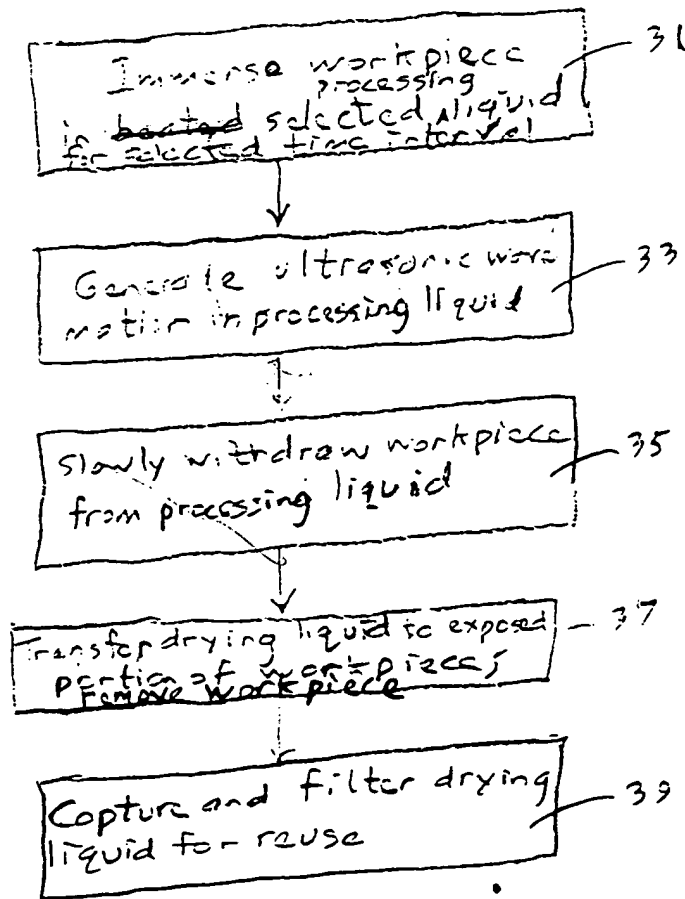 Immerse workpiece 31
processing
in heated selected liquid
for selected time interval
Generate ultrasonic wave 33
motion in processing liquid
Slowly withdraw workpiece 35
from processing liquid
Transfer drying liquid to exposed 37
portion of workpiece;
remove workpiece
Capture and filter drying 39
liquid for reuse